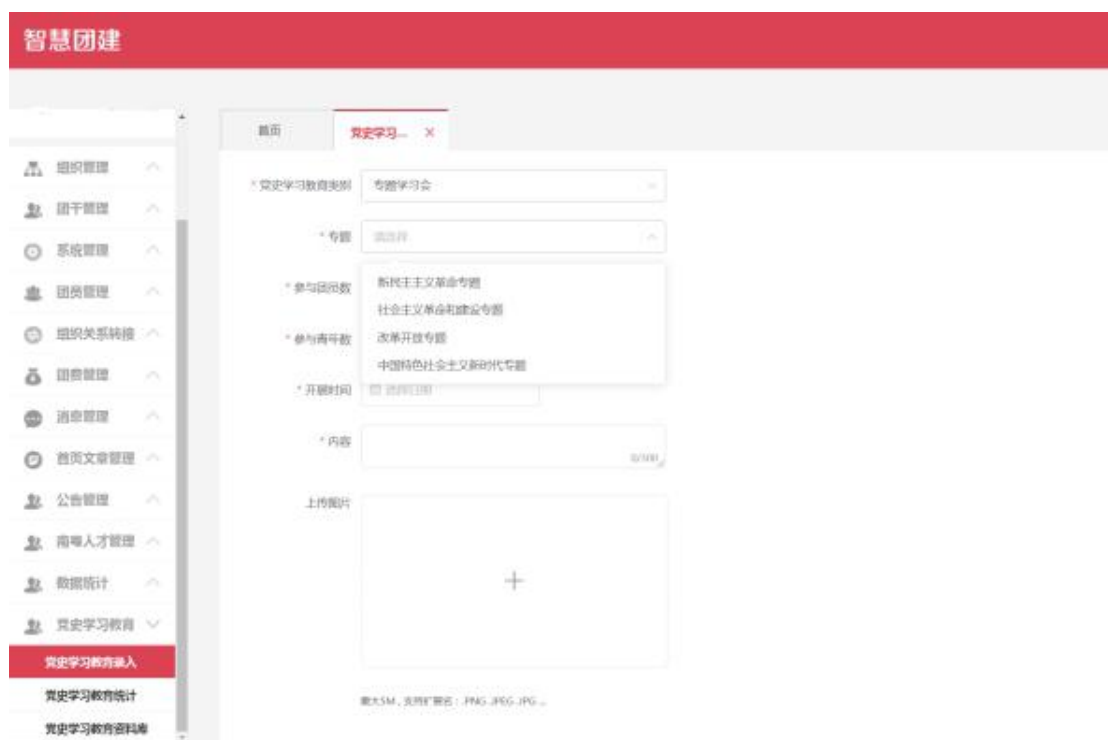 智慧团建
首页
党史学习...
组织管理
团干管理
系统管理
团员管理
组织关系转接
团费管理
消息管理
首页文章管理
公告管理
南粤人才管理
数据统计
党史学习教育
党史学习教育录入
党史学习教育统计
党史学习教育资料库
* 党史学习教育类别
专题学习会
* 专题
请选择
新民主主义革命专题
社会主义革命和建设专题
改革开放专题
中国特色社会主义新时代专题
* 参与团员数
* 参与青年数
* 开展时间
选择日期
* 内容
上传图片
最大5M，支持扩展名：.PNG .JPEG .JPG ...